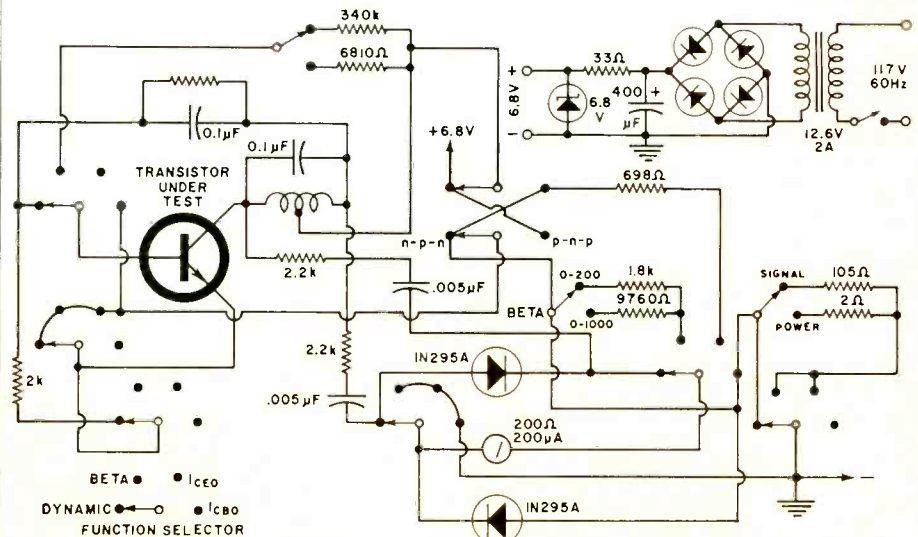 340k
6810Ω
0.1µF
0.1µF
TRANSISTOR
UNDER
TEST
2.2k
.005µF
2.2k
.005µF
2k
+6.8V
n-p-n
p-n-p
698Ω
6.8V
+
−
33Ω
6.8
V
400 +
µF
12.6V
2A
117V
60Hz
BETA
0-200
1.8k
9760Ω
0-1000
SIGNAL
105Ω
2Ω
POWER
IN295A
200Ω
200µA
IN295A
−
BETA
ICEO
DYNAMIC
ICBO
FUNCTION SELECTOR